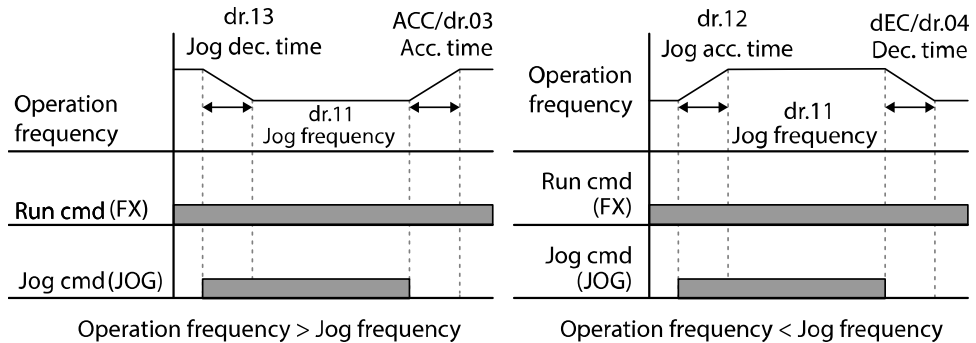 dr.13
Jog dec. time
ACC/dr.03
Acc. time
Operation
frequency
dr.11
Jog frequency
Run cmd (FX)
Jog cmd (JOG)
Operation frequency > Jog frequency
dr.12
Jog acc. time
dEC/dr.04
Dec. time
Operation
frequency
dr.11
Jog frequency
Run cmd
(FX)
Jog cmd
(JOG)
Operation frequency < Jog frequency